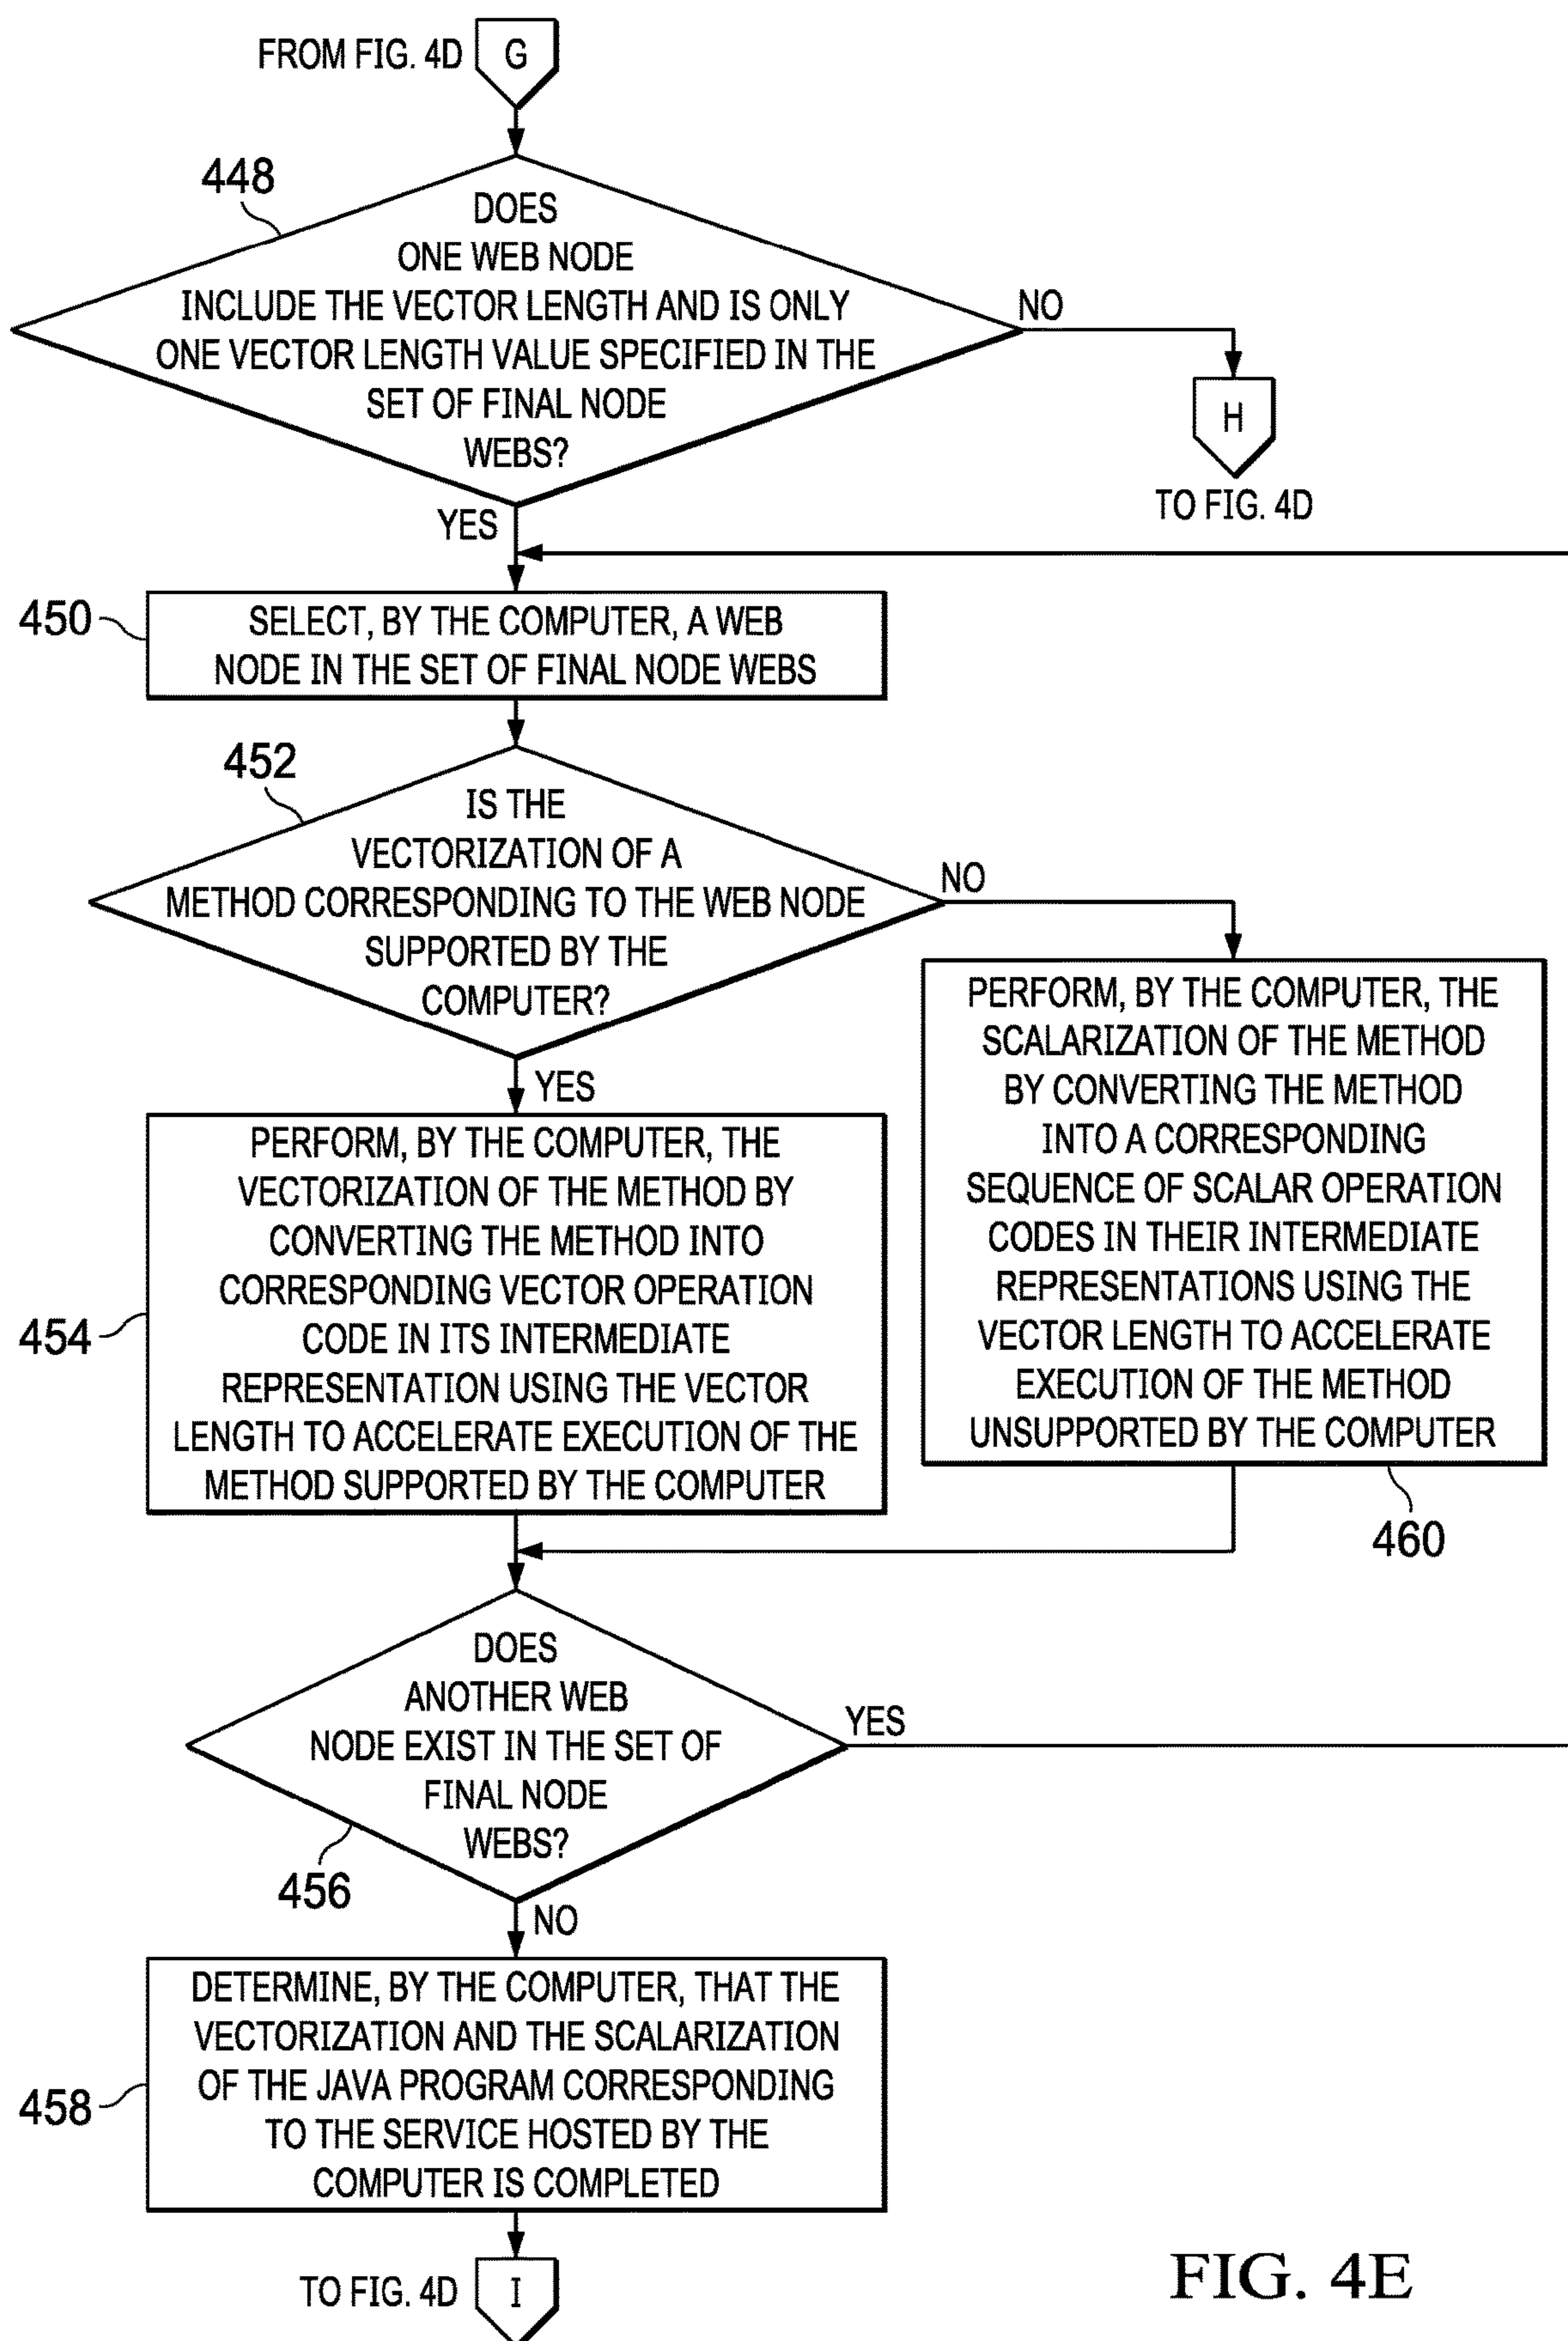 FROM FIG. 4D
G
448
DOES
ONE WEB NODE
INCLUDE THE VECTOR LENGTH AND IS ONLY
ONE VECTOR LENGTH VALUE SPECIFIED IN THE
SET OF FINAL NODE
WEBS?
NO
H
TO FIG. 4D
YES
450
SELECT, BY THE COMPUTER, A WEB
NODE IN THE SET OF FINAL NODE WEBS
452
IS THE
VECTORIZATION OF A
METHOD CORRESPONDING TO THE WEB NODE
SUPPORTED BY THE
COMPUTER?
NO
YES
PERFORM, BY THE COMPUTER, THE
SCALARIZATION OF THE METHOD
BY CONVERTING THE METHOD
INTO A CORRESPONDING
SEQUENCE OF SCALAR OPERATION
CODES IN THEIR INTERMEDIATE
REPRESENTATIONS USING THE
VECTOR LENGTH TO ACCELERATE
EXECUTION OF THE METHOD
UNSUPPORTED BY THE COMPUTER
460
454
PERFORM, BY THE COMPUTER, THE
VECTORIZATION OF THE METHOD BY
CONVERTING THE METHOD INTO
CORRESPONDING VECTOR OPERATION
CODE IN ITS INTERMEDIATE
REPRESENTATION USING THE VECTOR
LENGTH TO ACCELERATE EXECUTION OF THE
METHOD SUPPORTED BY THE COMPUTER
DOES
ANOTHER WEB
NODE EXIST IN THE SET OF
FINAL NODE
WEBS?
YES
456
NO
458
DETERMINE, BY THE COMPUTER, THAT THE
VECTORIZATION AND THE SCALARIZATION
OF THE JAVA PROGRAM CORRESPONDING
TO THE SERVICE HOSTED BY THE
COMPUTER IS COMPLETED
TO FIG. 4D
I
FIG. 4E